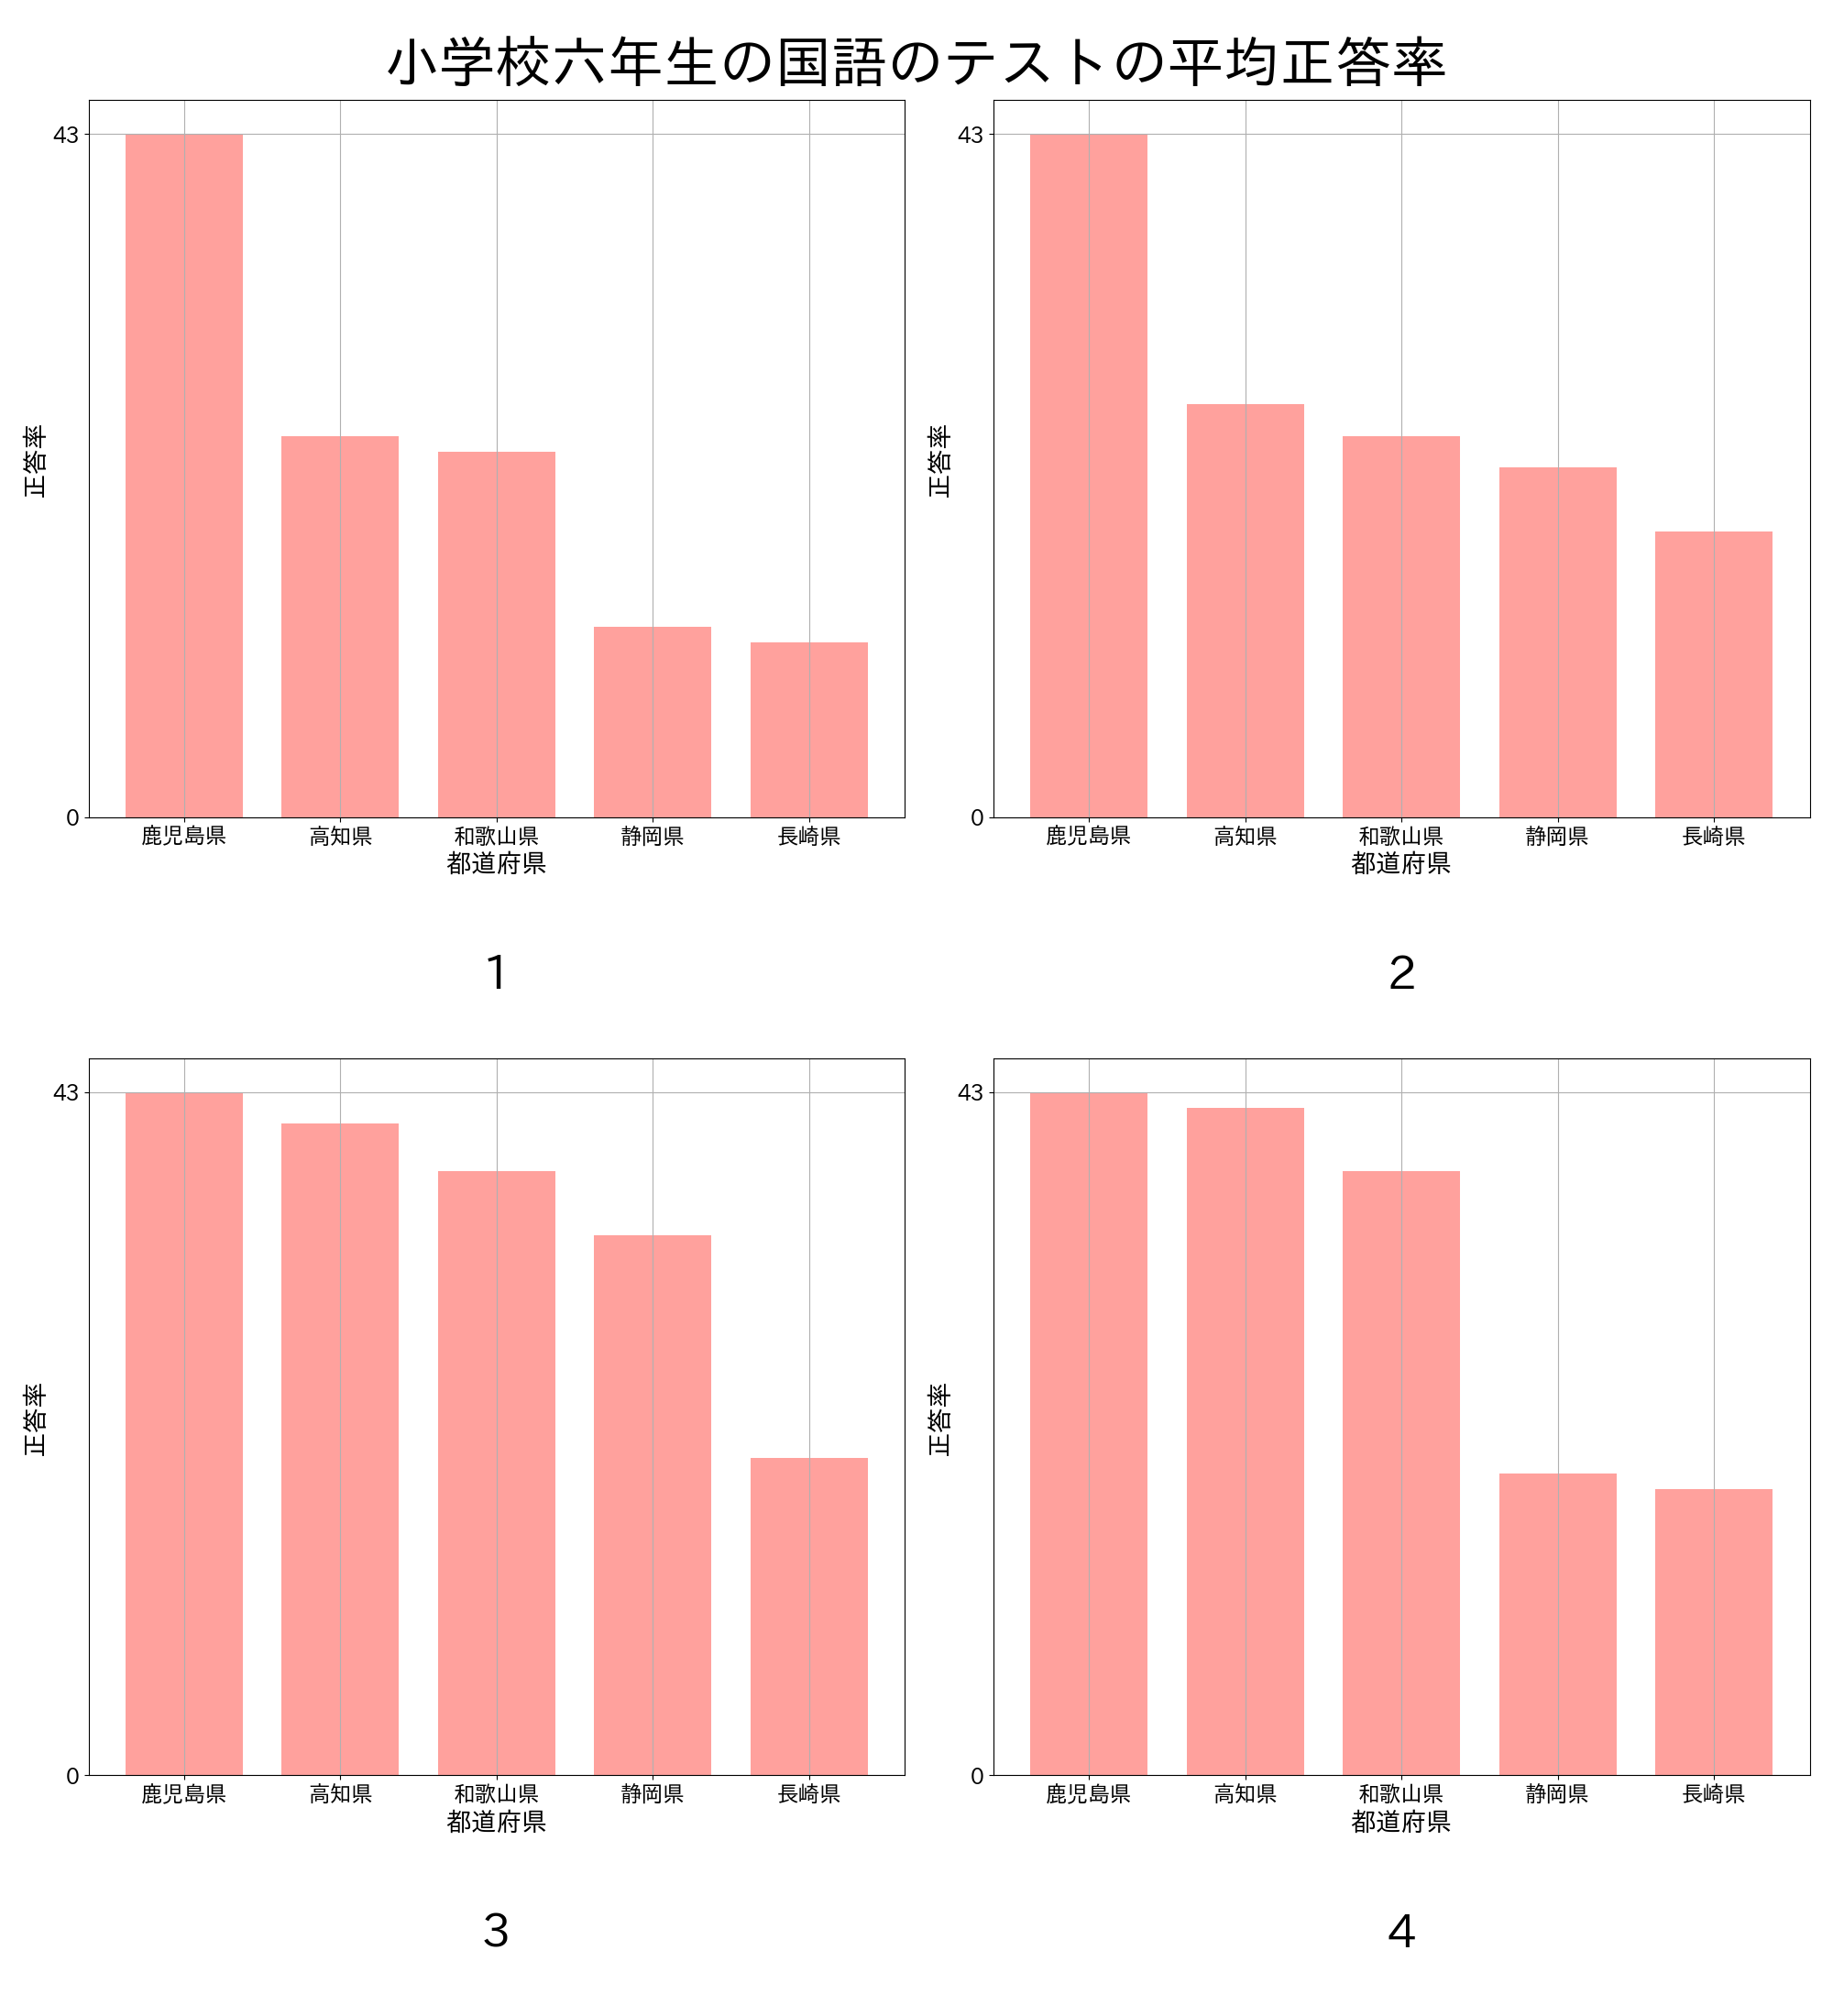 小学校六年生の国語のテストの平均正答率
43
正答率
0
鹿児島県 高知県 和歌山県 静岡県 長崎県
都道府県
1
43
正答率
0
鹿児島県 高知県 和歌山県 静岡県 長崎県
都道府県
2
43
正答率
0
鹿児島県 高知県 和歌山県 静岡県 長崎県
都道府県
3
43
正答率
0
鹿児島県 高知県 和歌山県 静岡県 長崎県
都道府県
4